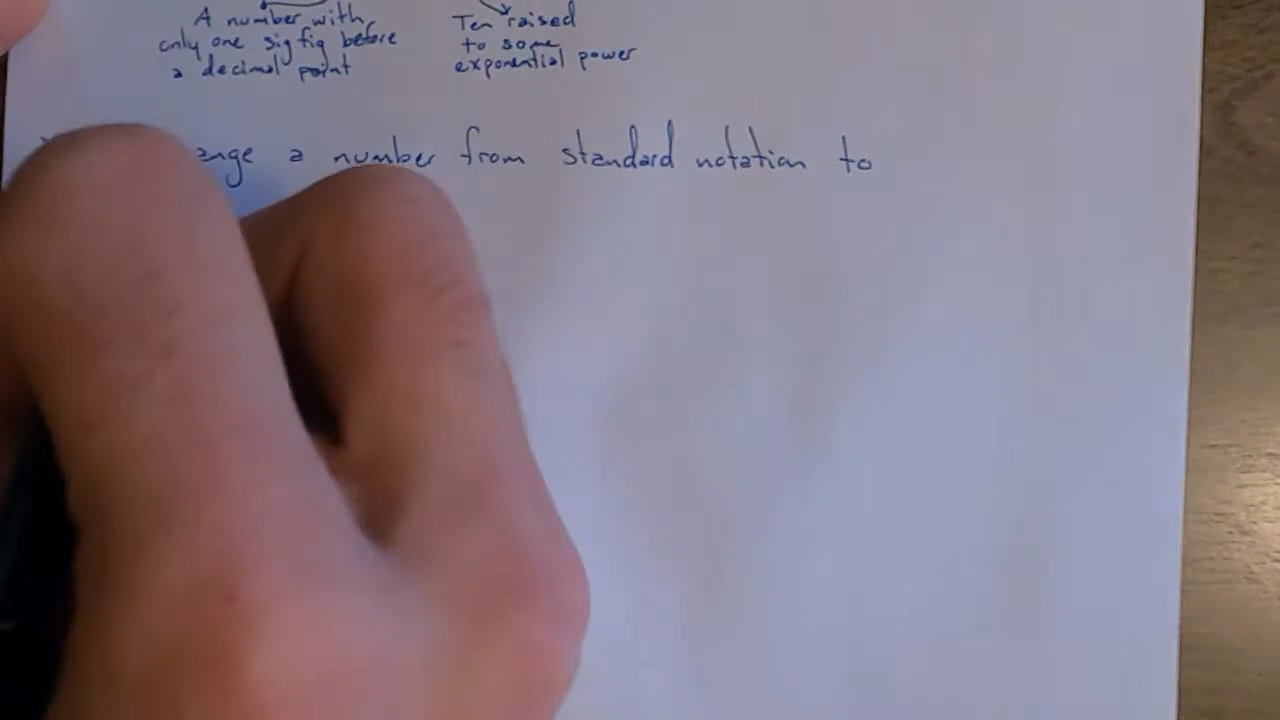 A number with
only one sig fig before
a decimal point
Ten raised
to some
exponential power
a number from standard notation to